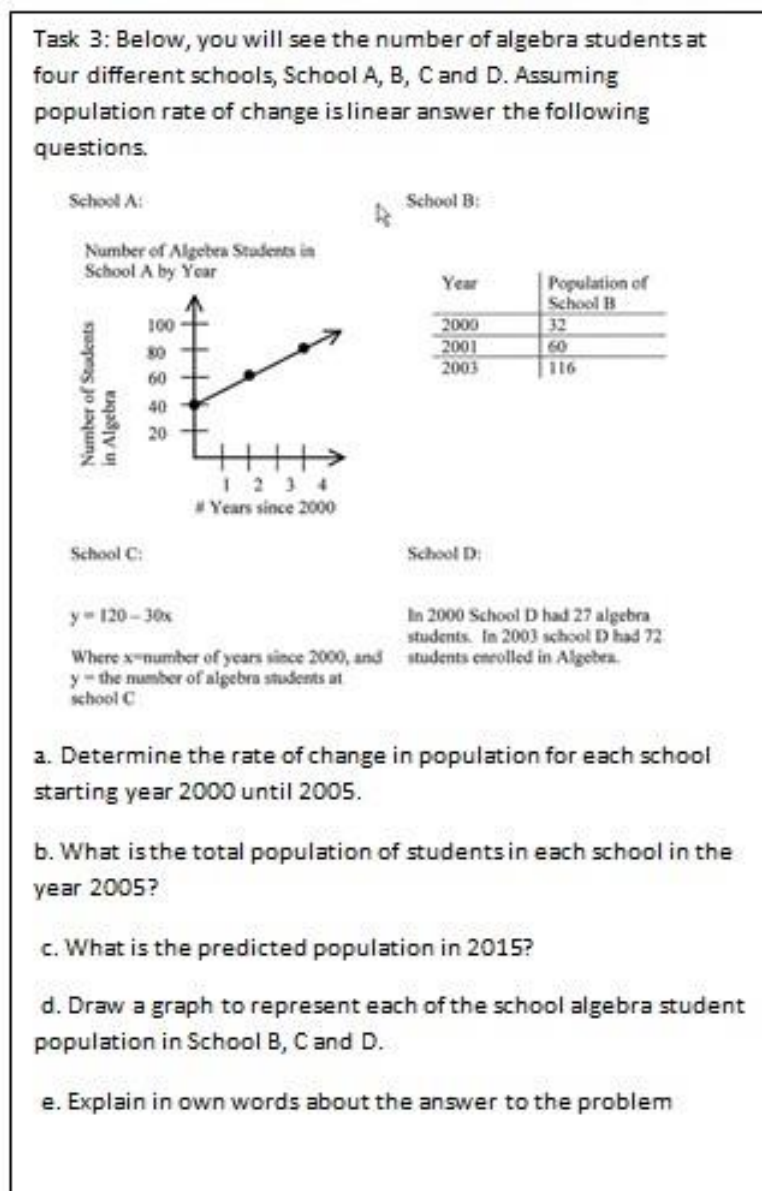 Task 3: Below, you will see the number of algebra students at
four different schools, School A, B, C and D. Assuming
population rate of change is linear answer the following
questions.
School A:
Number of Algebra Students in
School A by Year
Number of Students
in Algebra
100
80
60
40
20
1 2 3 4
# Years since 2000
School B:
Year Population of
School B
2000 32
2001 60
2003 116
School C:
y = 120 – 30x
Where x=number of years since 2000, and
y = the number of algebra students at
school C
School D:
In 2000 School D had 27 algebra
students. In 2003 school D had 72
students enrolled in Algebra.
a. Determine the rate of change in population for each school
starting year 2000 until 2005.
b. What is the total population of students in each school in the
year 2005?
c. What is the predicted population in 2015?
d. Draw a graph to represent each of the school algebra student
population in School B, C and D.
e. Explain in own words about the answer to the problem